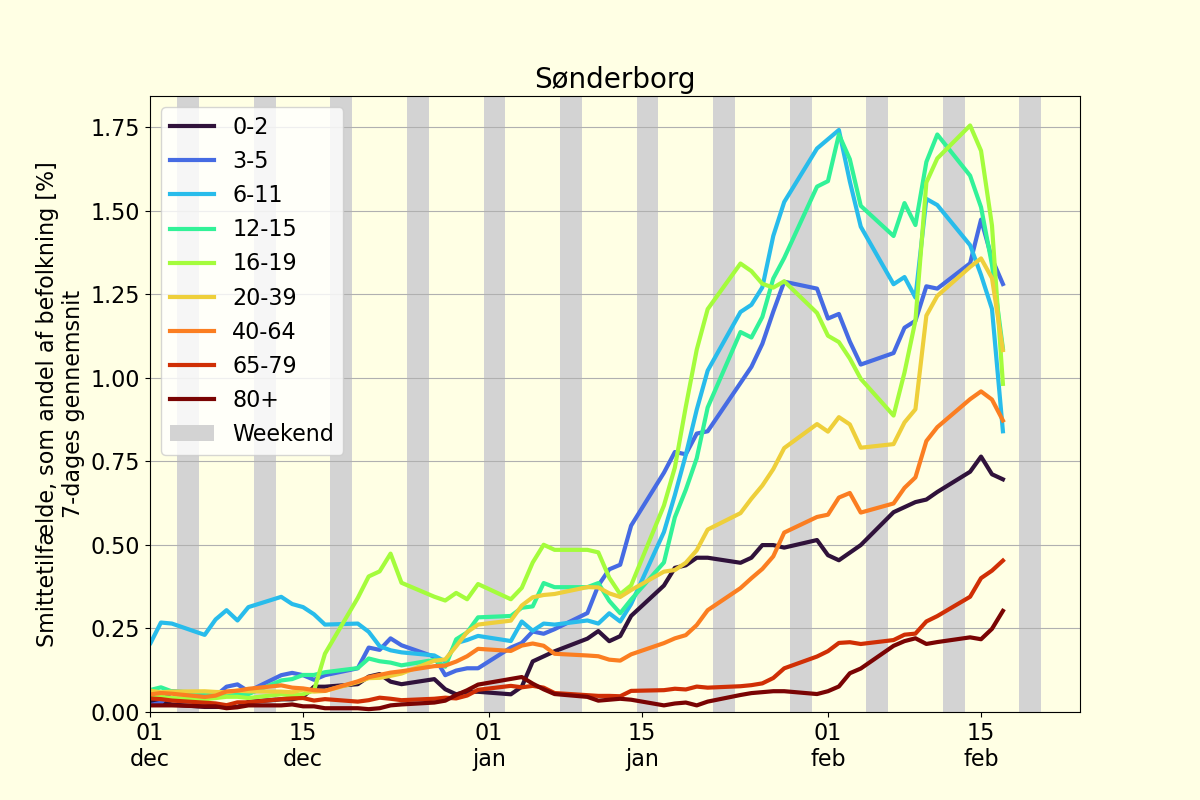 Sønderborg
Smittetilfælde, som andel af befolkning [%]
7-dages gennemsnit
1.75
1.50
1.25
1.00
0.75
0.50
0.25
0.00
0-2
3-5
6-11
12-15
16-19
20-39
40-64
65-79
80+
Weekend
01
dec
15
dec
01
jan
15
jan
01
feb
15
feb